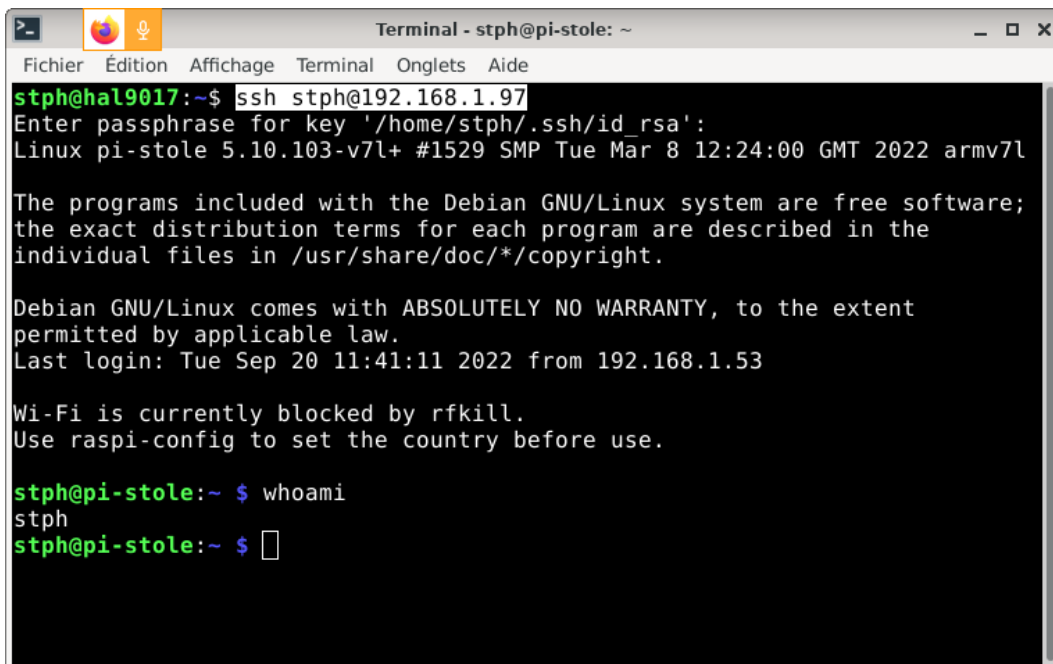 Terminal - stph@pi-stole: ~
Fichier Édition Affichage Terminal Onglets Aide
stph@hal9017:~$ ssh stph@192.168.1.97
Enter passphrase for key '/home/stph/.ssh/id_rsa':
Linux pi-stole 5.10.103-v7l+ #1529 SMP Tue Mar 8 12:24:00 GMT 2022 armv7l
The programs included with the Debian GNU/Linux system are free software;
the exact distribution terms for each program are described in the
individual files in /usr/share/doc/*/copyright.
Debian GNU/Linux comes with ABSOLUTELY NO WARRANTY, to the extent
permitted by applicable law.
Last login: Tue Sep 20 11:41:11 2022 from 192.168.1.53
Wi-Fi is currently blocked by rfkill.
Use raspi-config to set the country before use.
stph@pi-stole:~ $ whoami
stph
stph@pi-stole:~ $